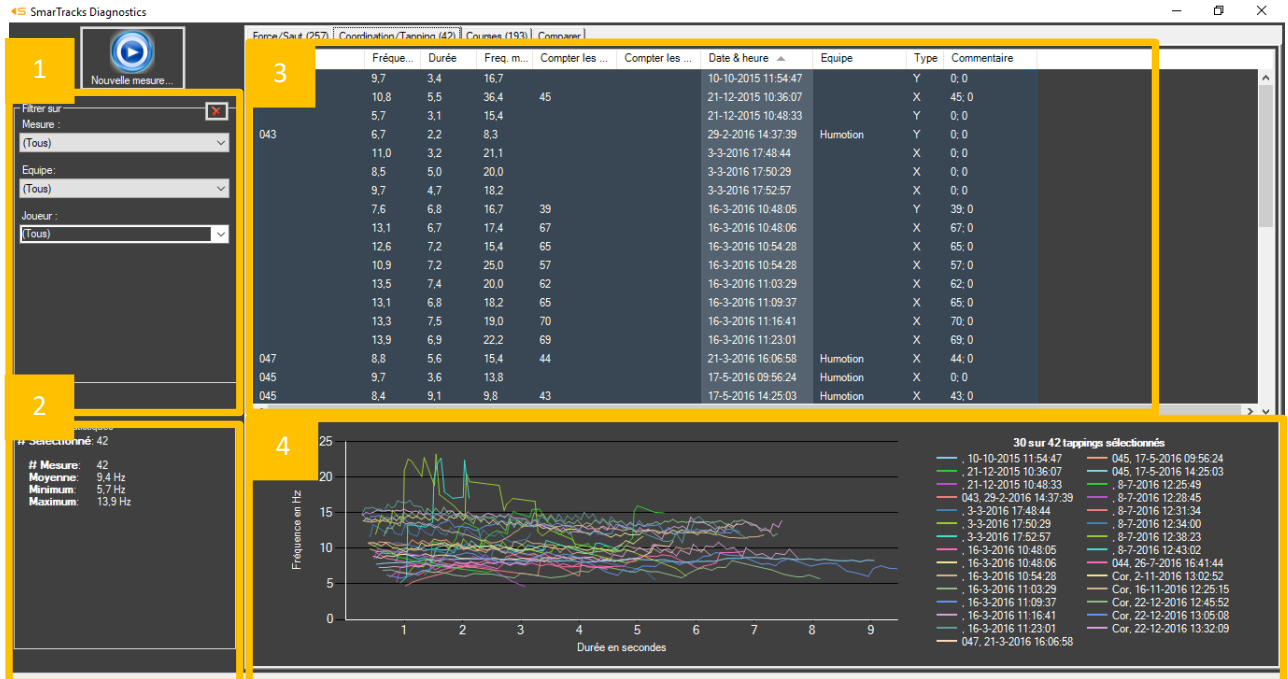 SmarTracks Diagnostics
1
Nouvelle mesure...
Filtrer sur
Mesure :
(Tous)
Equipe:
(Tous)
Joueur :
(Tous)
2
# Sélectionné: 42
# Mesure: 42
Moyenne: 9,4 Hz
Minimum: 5,7 Hz
Maximum: 13,9 Hz
Force/Saut (257) Coordination/Tapping (42) Courses (193) Comparer
3
Fréque... Durée Freq. m... Compter les ... Compter les ... Date & heure Equipe Type Commentaire
9,7 3,4 16,7 10-10-2015 11:54:47 Y 0; 0
10,8 5,5 36,4 45 21-12-2015 10:36:07 X 45; 0
5,7 3,1 15,4 21-12-2015 10:48:33 Y 0; 0
043 6,7 2,2 8,3 29-2-2016 14:37:39 Humotion Y 0; 0
11,0 3,2 21,1 3-3-2016 17:48:44 X 0; 0
8,5 5,0 20,0 3-3-2016 17:50:29 X 0; 0
9,7 4,7 18,2 3-3-2016 17:52:57 X 0; 0
7,6 6,8 16,7 39 16-3-2016 10:48:05 Y 39; 0
13,1 6,7 17,4 67 16-3-2016 10:48:06 X 67; 0
12,6 7,2 15,4 65 16-3-2016 10:54:28 X 65; 0
10,9 7,2 25,0 57 16-3-2016 10:54:28 X 57; 0
13,5 7,4 20,0 62 16-3-2016 11:03:29 X 62; 0
13,1 6,8 18,2 65 16-3-2016 11:09:37 X 65; 0
13,3 7,5 19,0 70 16-3-2016 11:16:41 X 70; 0
13,9 6,9 22,2 69 16-3-2016 11:23:01 X 69; 0
047 8,8 5,6 15,4 44 21-3-2016 16:06:58 Humotion X 44; 0
045 9,7 3,6 13,8 17-5-2016 09:56:24 Humotion X 0; 0
045 8,4 9,1 9,8 43 17-5-2016 14:25:03 Humotion X 43; 0
4
Fréquence en Hz
25
20
15
10
5
0
1 2 3 4 5 6 7 8 9
Durée en secondes
30 sur 42 tappings sélectionnés
, 10-10-2015 11:54:47
, 21-12-2015 10:36:07
, 21-12-2015 10:48:33
043, 29-2-2016 14:37:39
, 3-3-2016 17:48:44
, 3-3-2016 17:50:29
, 3-3-2016 17:52:57
, 16-3-2016 10:48:05
, 16-3-2016 10:48:06
, 16-3-2016 10:54:28
, 16-3-2016 11:03:29
, 16-3-2016 11:09:37
, 16-3-2016 11:16:41
, 16-3-2016 11:23:01
047, 21-3-2016 16:06:58
045, 17-5-2016 09:56:24
045, 17-5-2016 14:25:03
, 8-7-2016 12:25:49
, 8-7-2016 12:28:45
, 8-7-2016 12:31:34
, 8-7-2016 12:34:00
, 8-7-2016 12:38:23
, 8-7-2016 12:43:02
044, 26-7-2016 16:41:44
Cor, 2-11-2016 13:02:52
Cor, 16-11-2016 12:25:15
Cor, 22-12-2016 12:45:52
Cor, 22-12-2016 13:05:08
Cor, 22-12-2016 13:32:09